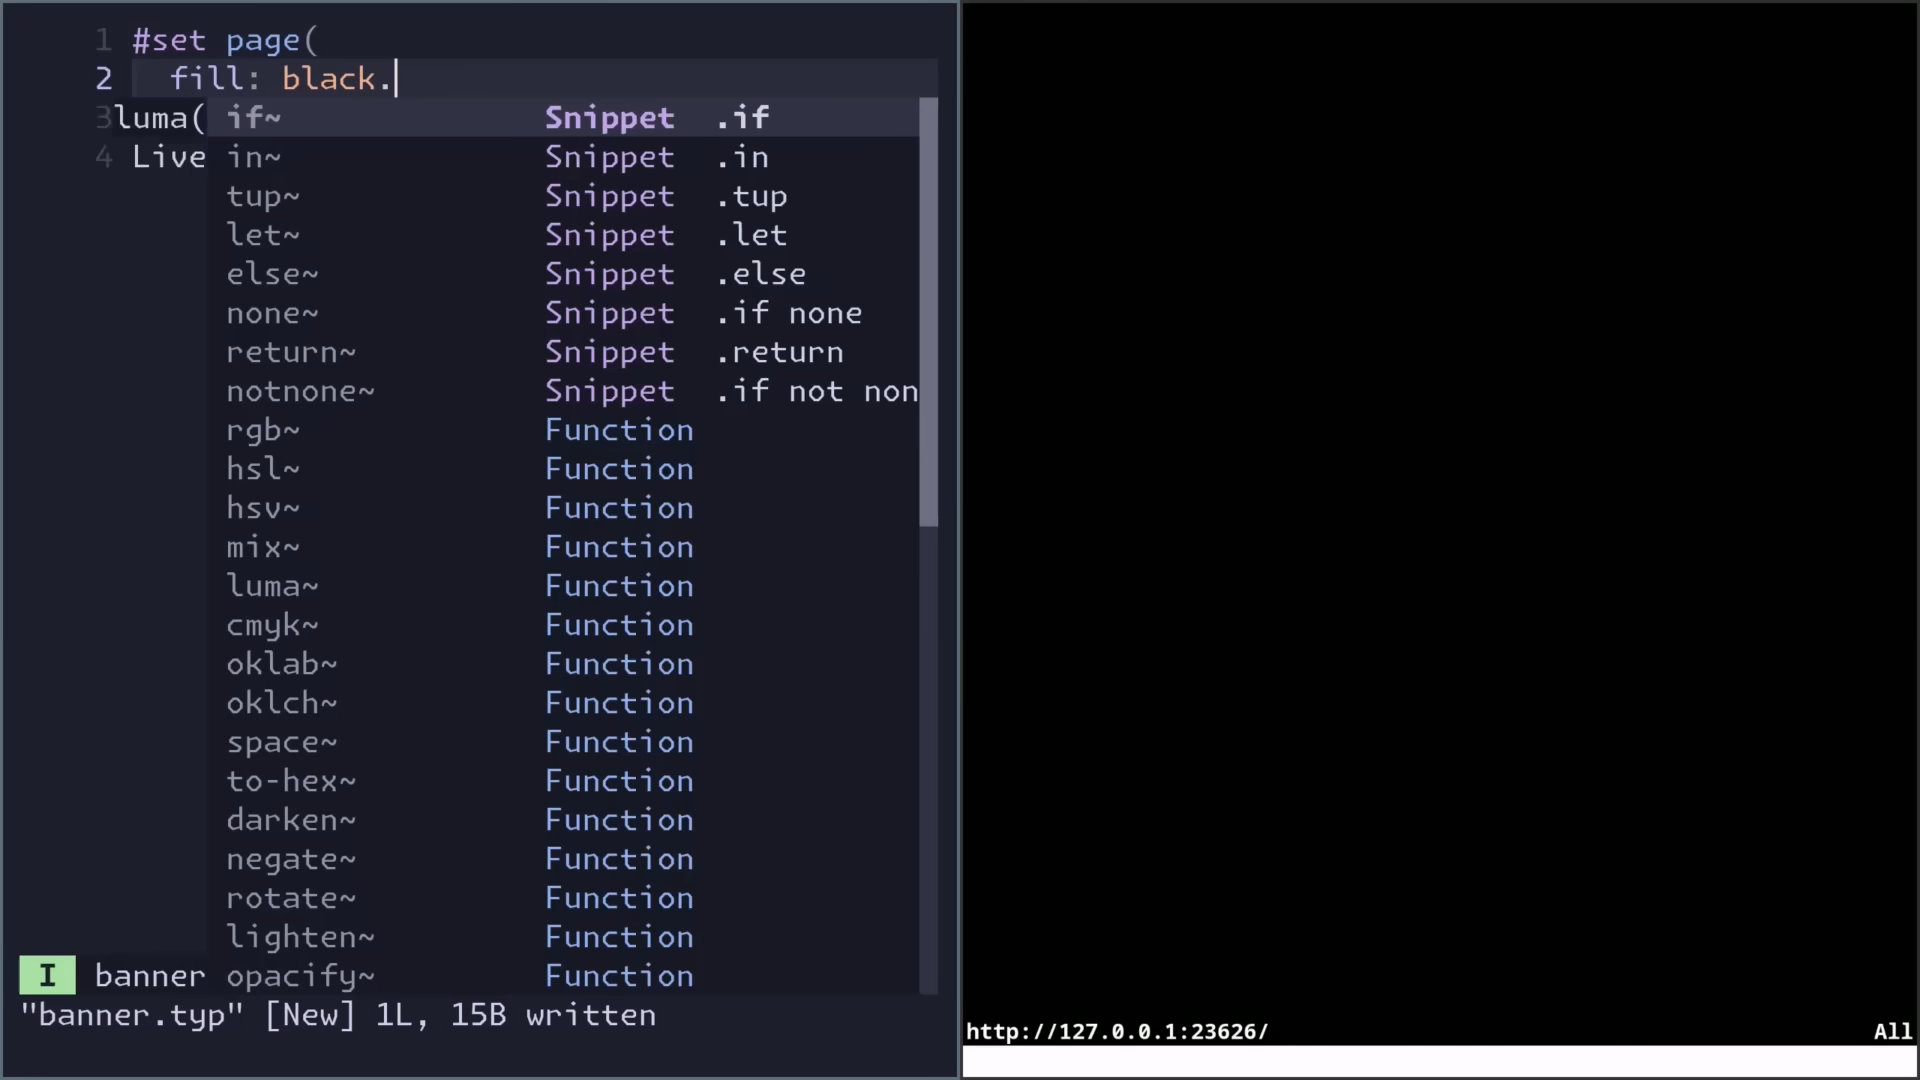 1 #set page(
2 fill: black.
3luma( if~ Snippet .if
4 Live in~ Snippet .in
tup~ Snippet .tup
let~ Snippet .let
else~ Snippet .else
none~ Snippet .if none
return~ Snippet .return
notnone~ Snippet .if not non
rgb~ Function
hsl~ Function
hsv~ Function
mix~ Function
luma~ Function
cmyk~ Function
oklab~ Function
oklch~ Function
space~ Function
to-hex~ Function
darken~ Function
negate~ Function
rotate~ Function
lighten~ Function
I banner opacify~ Function
"banner.typ" [New] 1L, 15B written
http://127.0.0.1:23626/ All